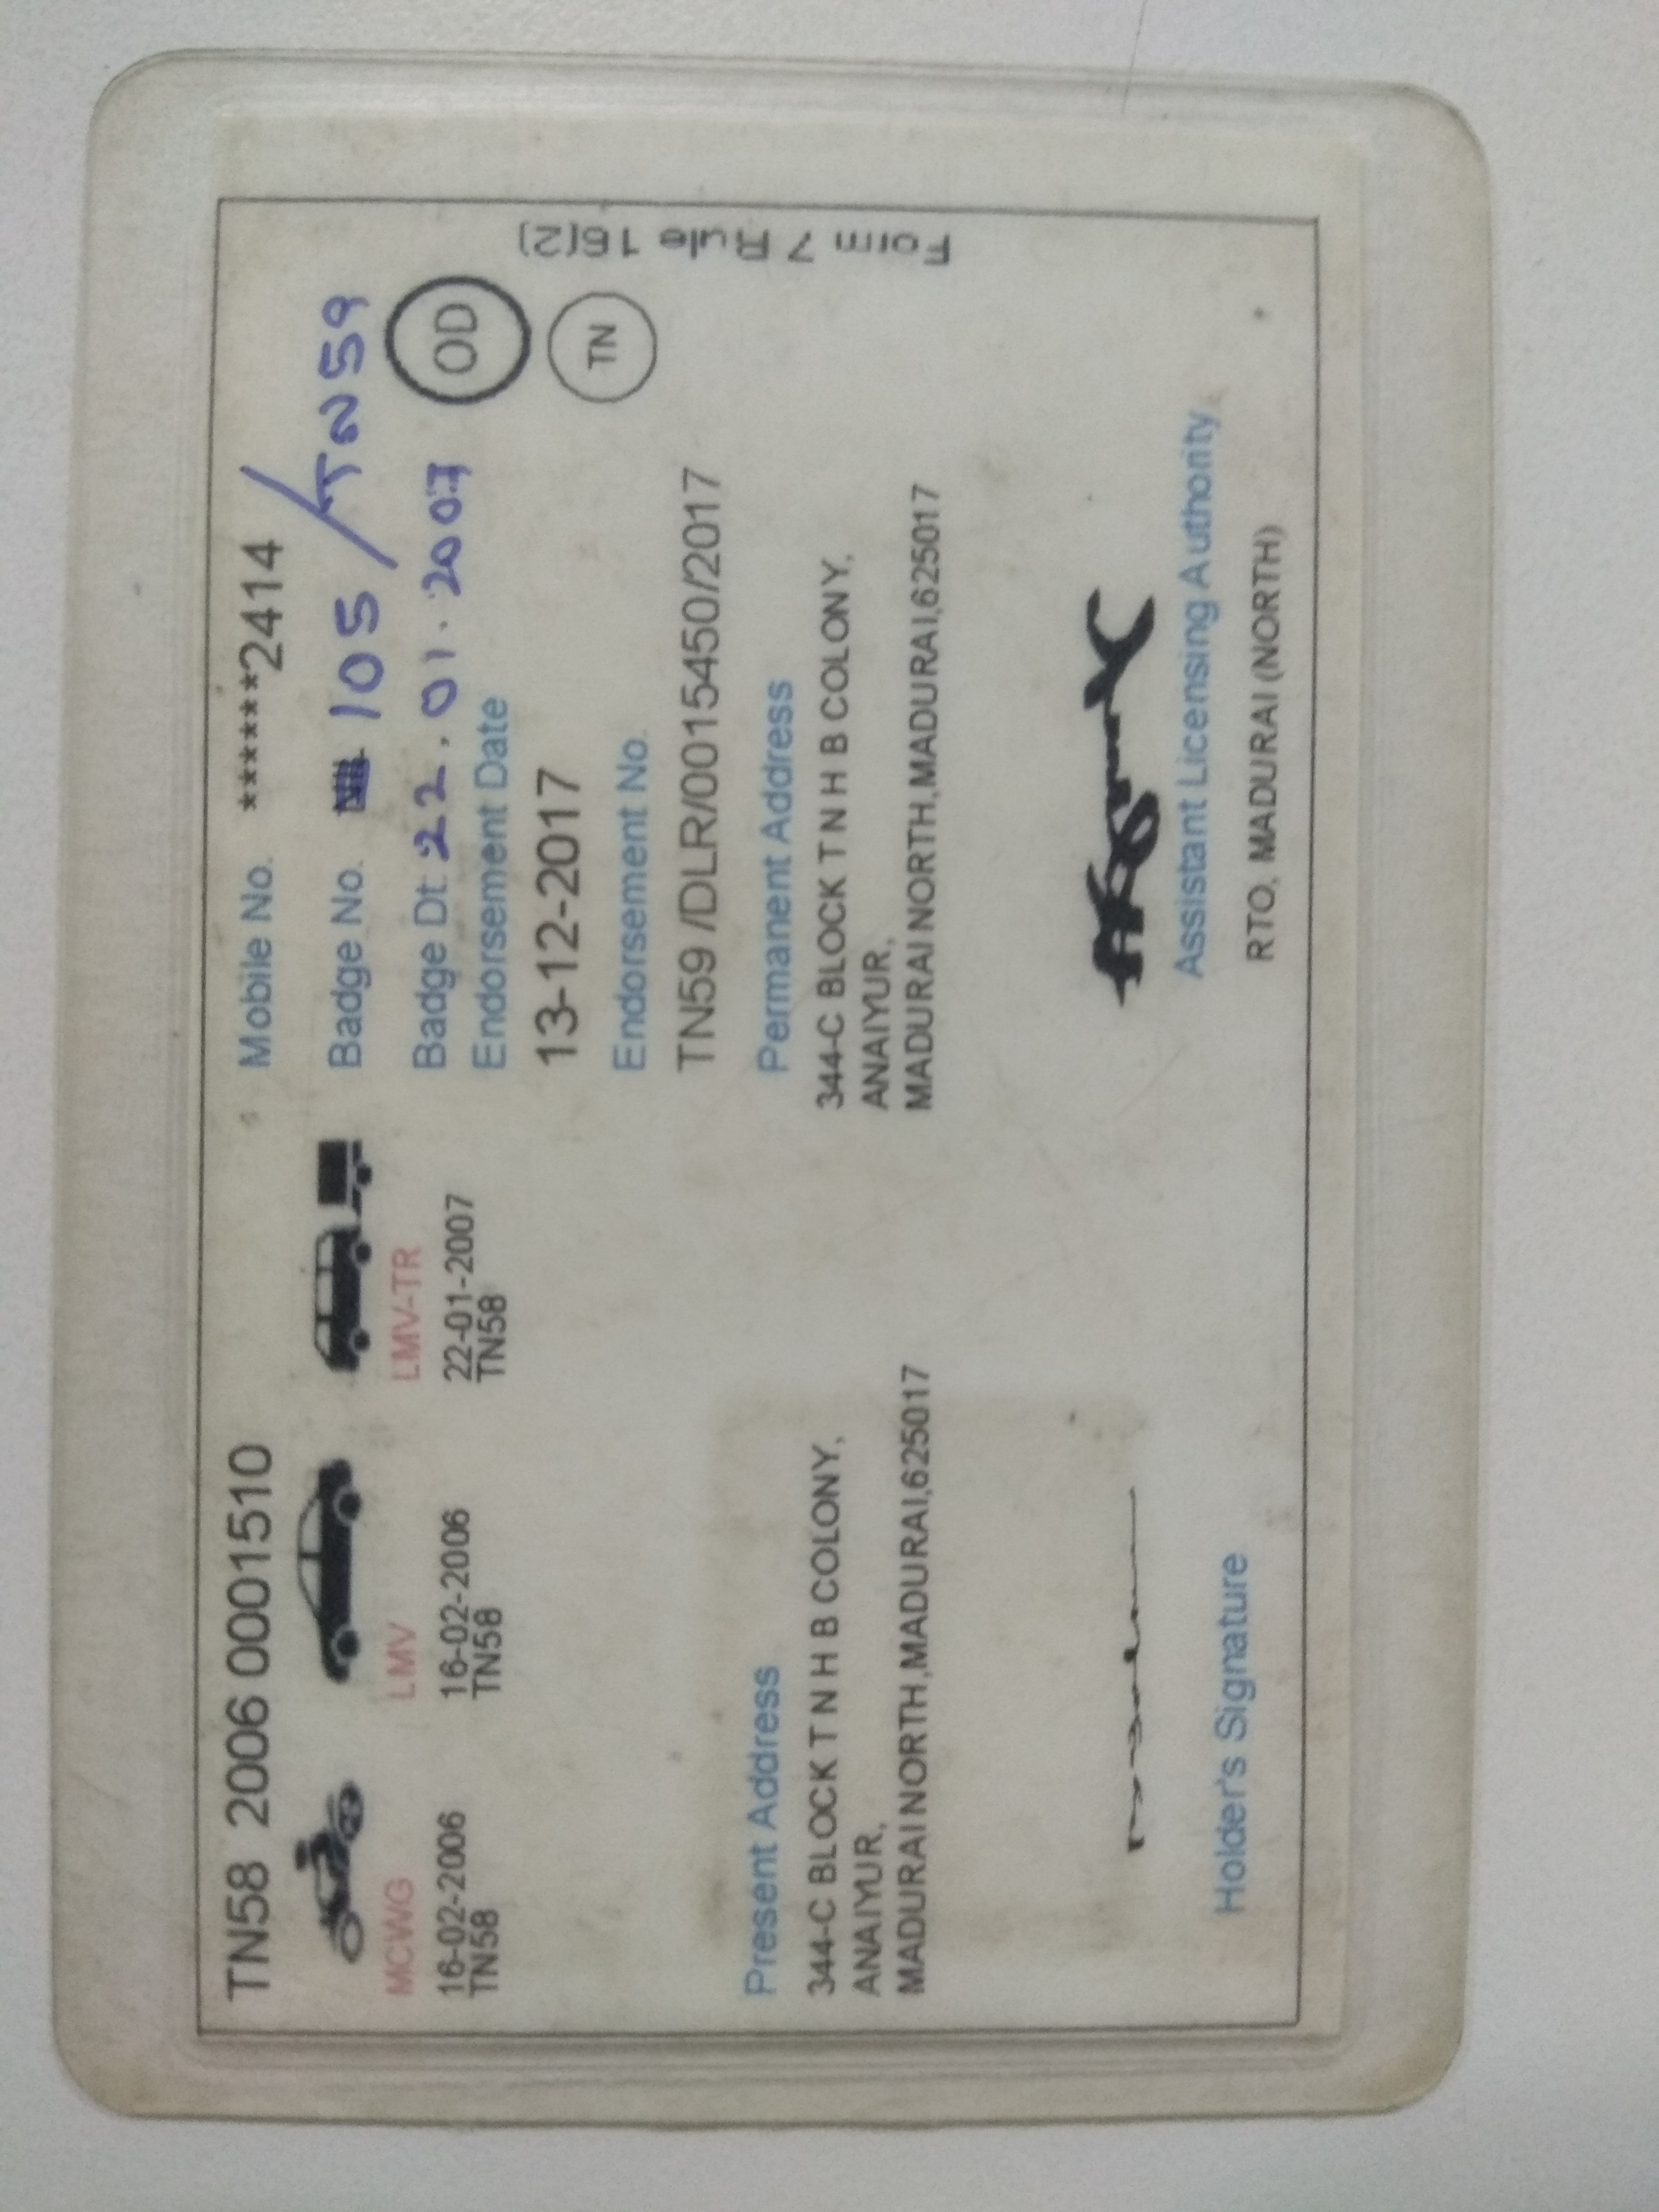 TN58 2006 0001510
Mobile No. *******2414
Badge No. 105/TN59
Badge Dt. 22.01.2007
OD
MCWG
16-02-2006
TN58
LMV
16-02-2006
TN58
LMV-TR
22-01-2007
TN58
Endorsement Date
13-12-2017
TN
Endorsement No.
TN59 /DLR/0015450/2017
Form 7 Rule 16(2)
Present Address
344-C BLOCK T N H B COLONY,
ANAIYUR,
MADURAI NORTH,MADURAI,625017
Permanent Address
344-C BLOCK T N H B COLONY,
ANAIYUR,
MADURAI NORTH,MADURAI,625017
Holder's Signature
Assistant Licensing Authority
RTO, MADURAI (NORTH)